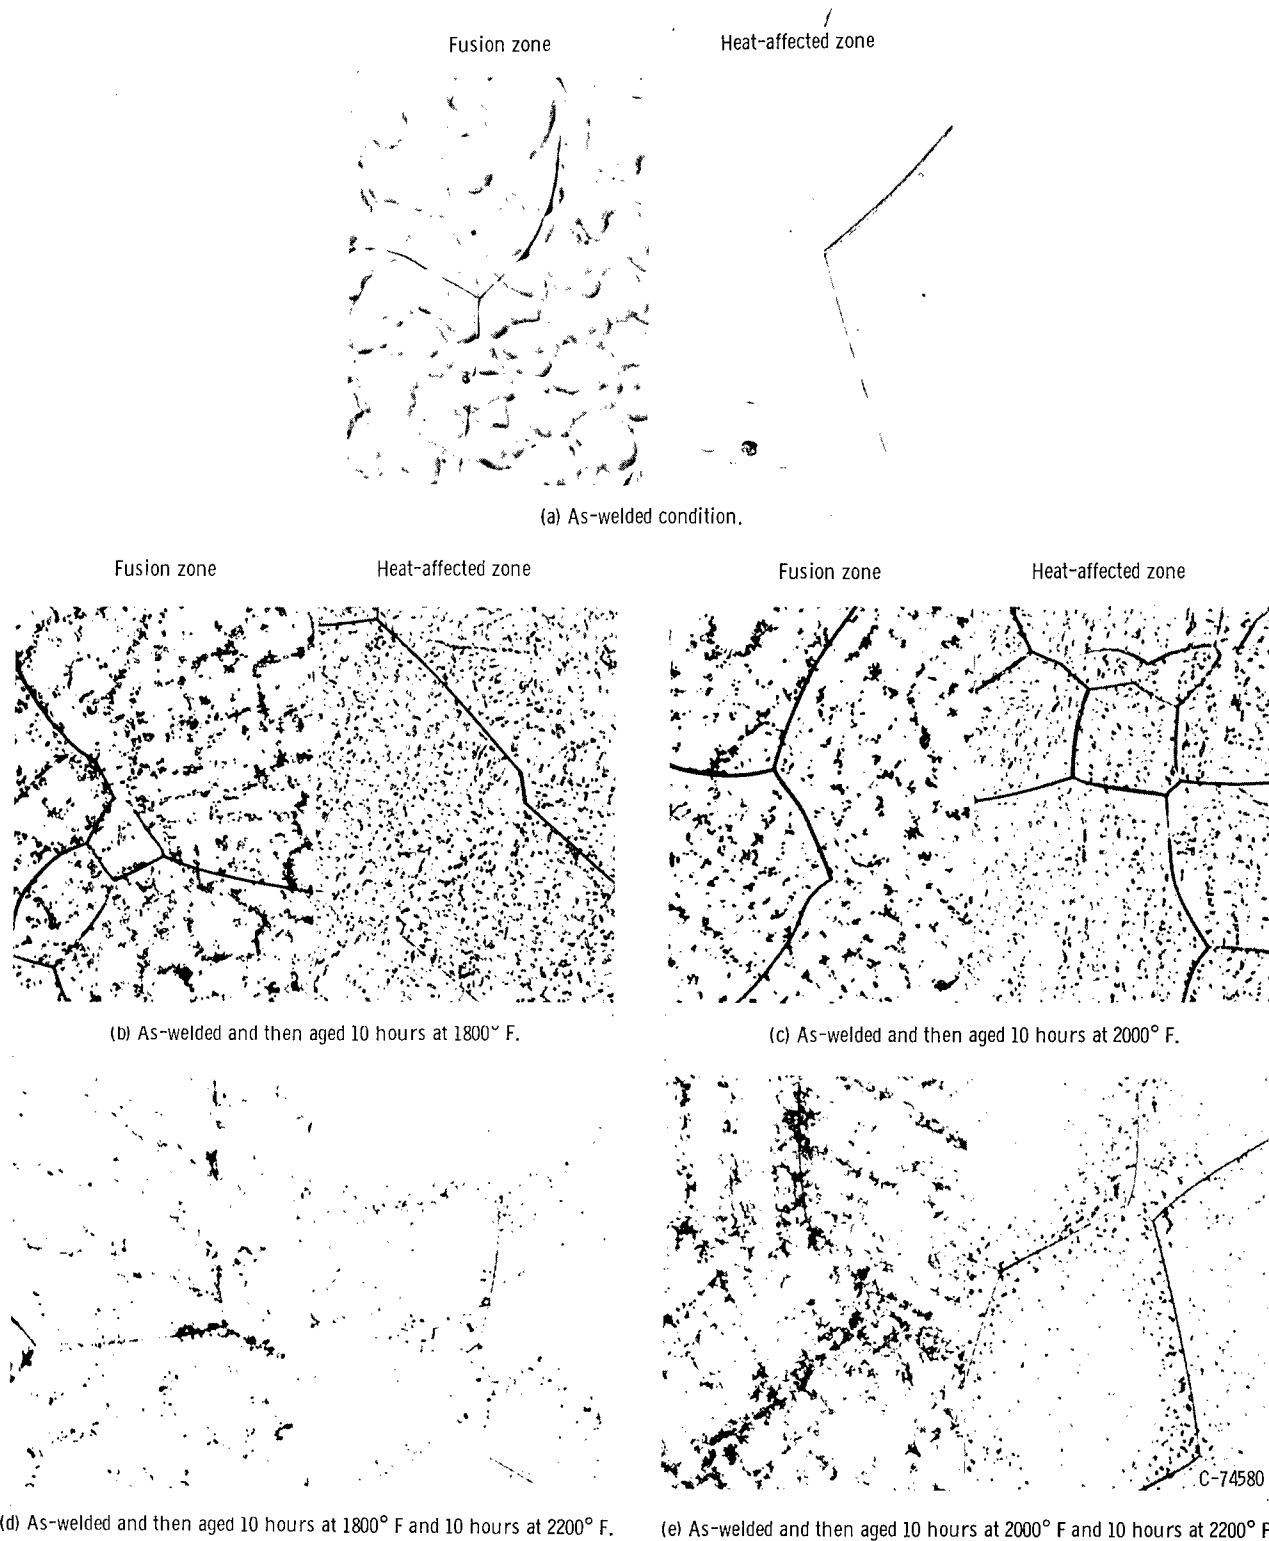 Fusion zone
Heat-affected zone
(a) As-welded condition.
Fusion zone
Heat-affected zone
Fusion zone
Heat-affected zone
(b) As-welded and then aged 10 hours at 1800° F.
(c) As-welded and then aged 10 hours at 2000° F.
C-74580
(d) As-welded and then aged 10 hours at 1800° F and 10 hours at 2200° F.
(e) As-welded and then aged 10 hours at 2000° F and 10 hours at 2200° F